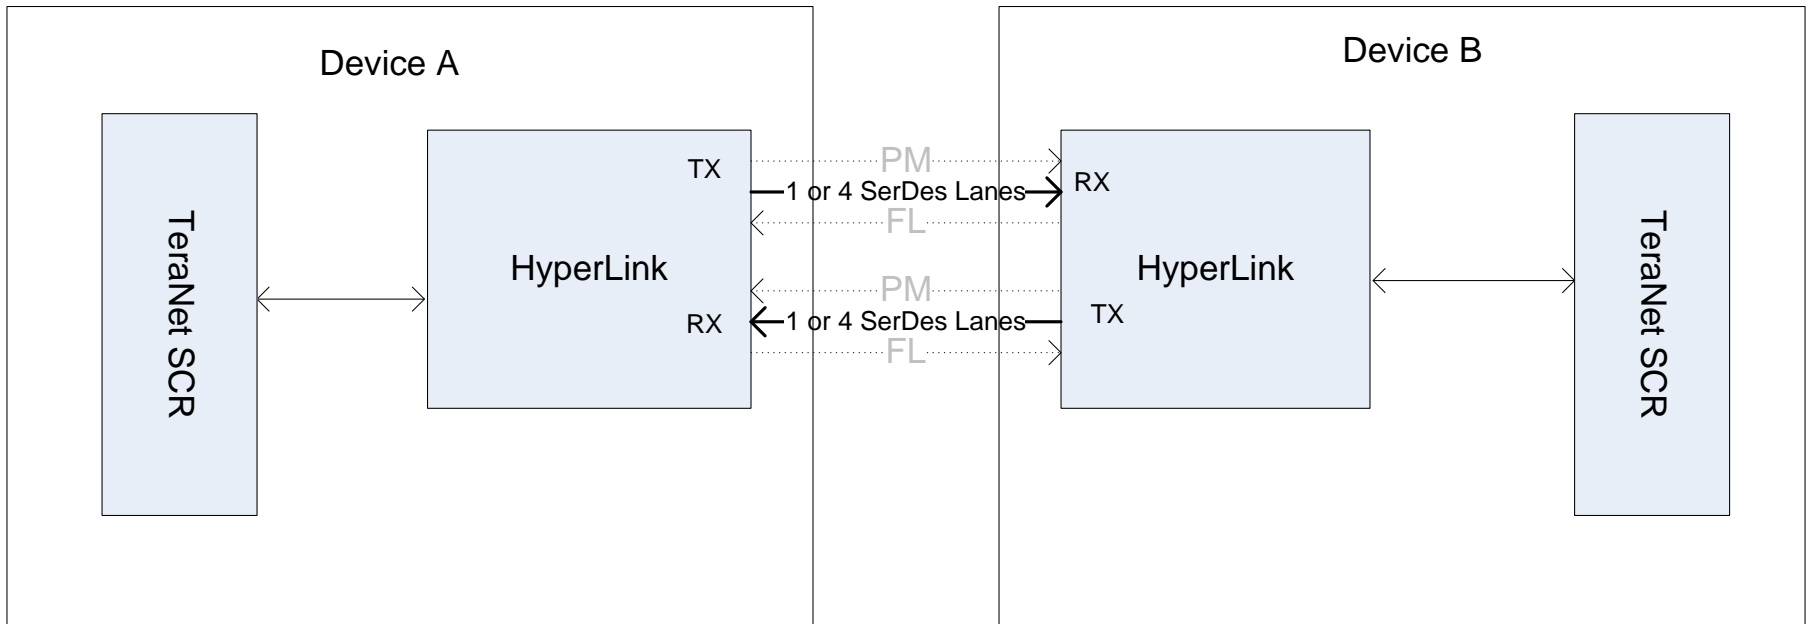 Device A
Device B
TeraNet SCR
HyperLink
TX
RX
PM
1 or 4 SerDes Lanes
FL
PM
1 or 4 SerDes Lanes
FL
RX
TX
HyperLink
TeraNet SCR